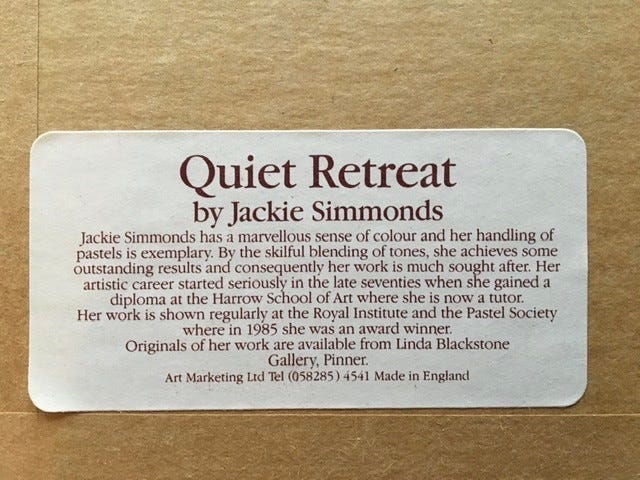 Quiet Retreat
by Jackie Simmonds
Jackie Simmonds has a marvellous sense of colour and her handling of
pastels is exemplary. By the skilful blending of tones, she achieves some
outstanding results and consequently her work is much sought after. Her
artistic career started seriously in the late seventies when she gained a
diploma at the Harrow School of Art where she is now a tutor.
Her work is shown regularly at the Royal Institute and the Pastel Society
where in 1985 she was an award winner.
Originals of her work are available from Linda Blackstone
Gallery, Pinner.
Art Marketing Ltd Tel (058285) 4541 Made in England